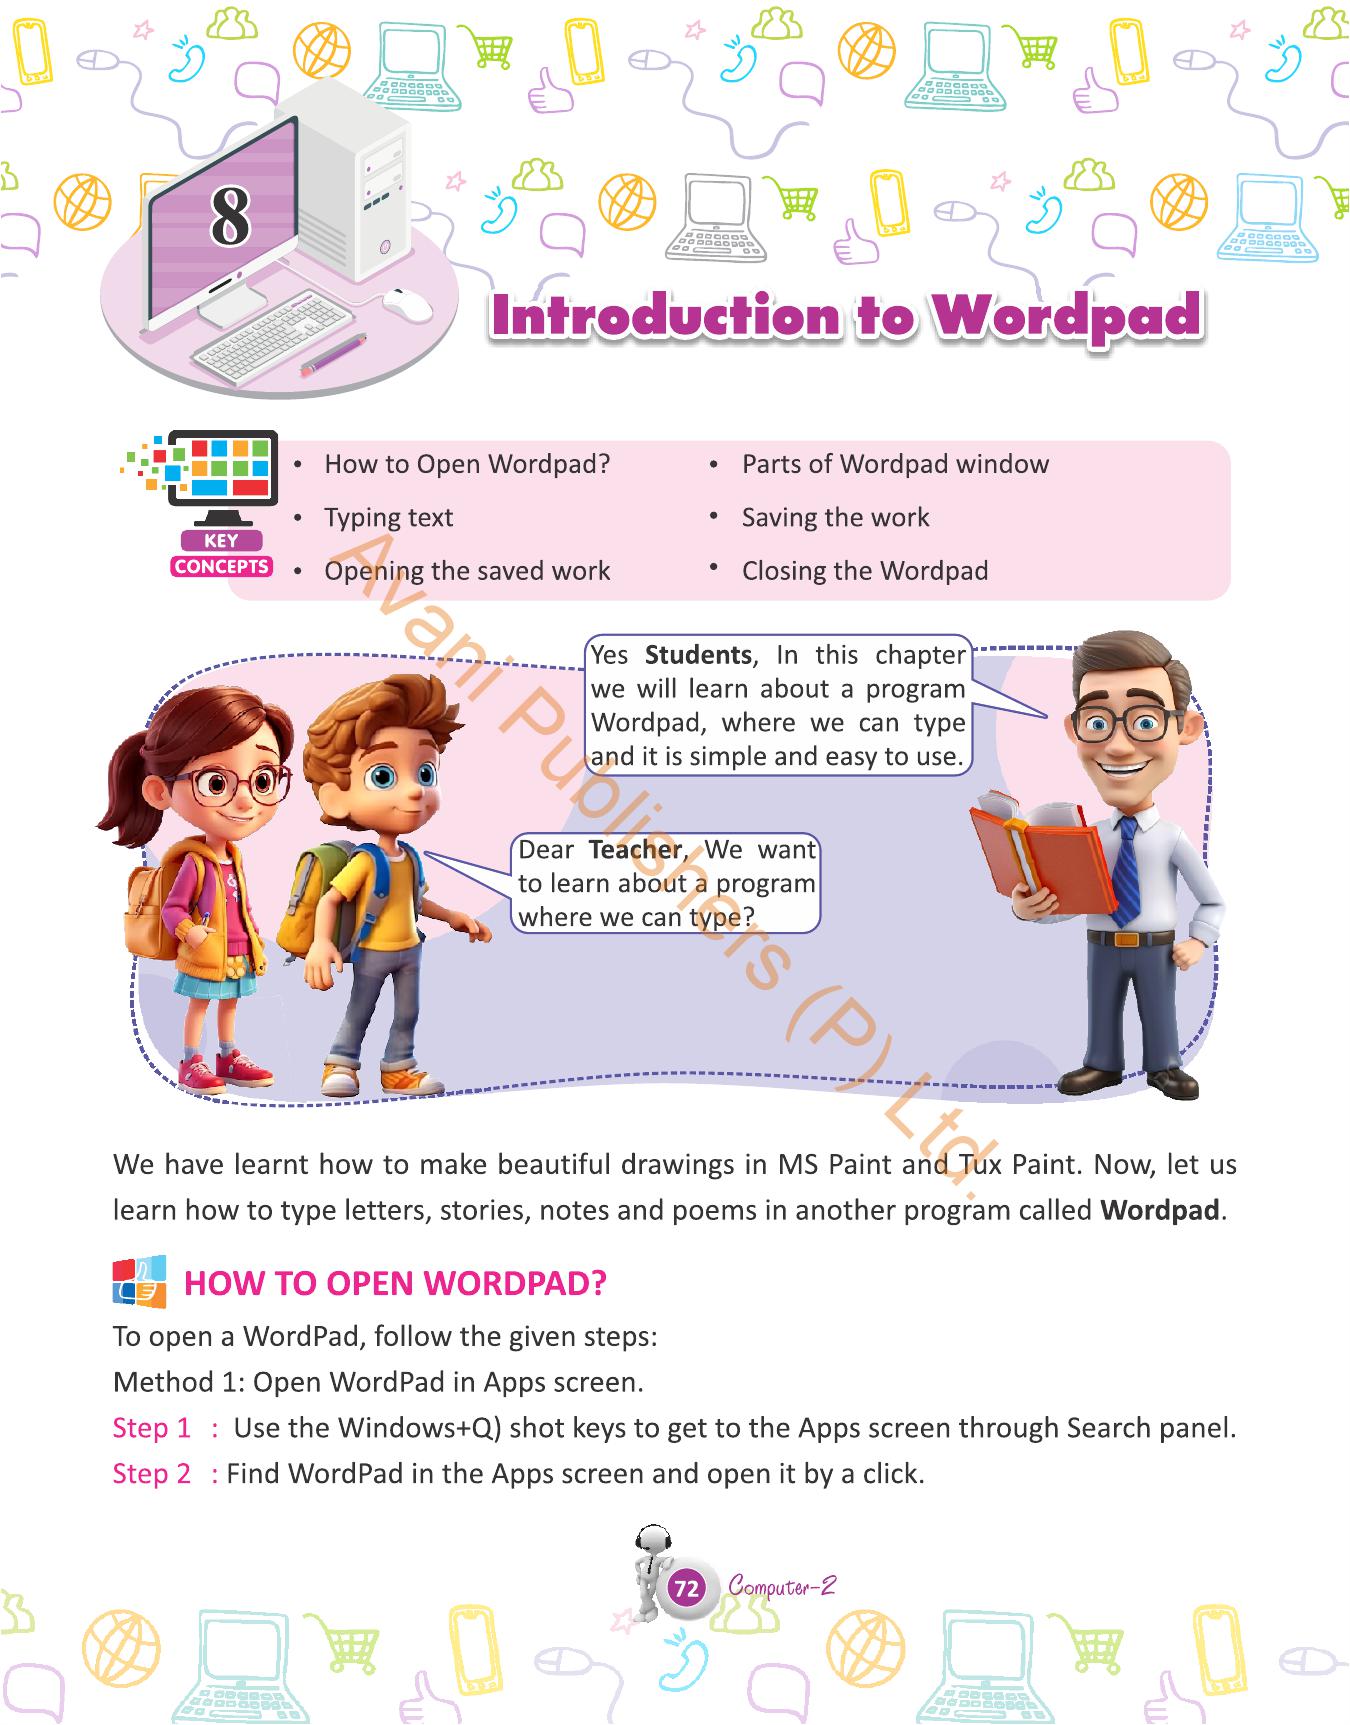 8
Introduction to Wordpad
• How to Open Wordpad?
• Parts of Wordpad window
• Typing text
• Saving the work
• Opening the saved work
• Closing the Wordpad
KEY
CONCEPTS
Yes Students, In this chapter
we will learn about a program
Wordpad, where we can type
and it is simple and easy to use.
Dear Teacher, We want
to learn about a program
where we can type?
Avani Publishers (P) Ltd.
We have learnt how to make beautiful drawings in MS Paint and Tux Paint. Now, let us
learn how to type letters, stories, notes and poems in another program called Wordpad.
HOW TO OPEN WORDPAD?
To open a WordPad, follow the given steps:
Method 1: Open WordPad in Apps screen.
Step 1 : Use the Windows+Q) shot keys to get to the Apps screen through Search panel.
Step 2 : Find WordPad in the Apps screen and open it by a click.
72 Computer-2